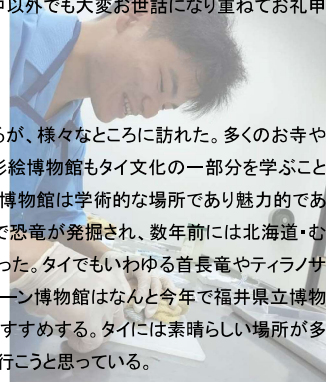 中以外でも大変お世話になり重ねてお礼申
るが、様々なところに訪れた。多くのお寺や
影絵博物館もタイ文化の一部分を学ぶこと
博物館は学術的な場所であり魅力的であ
で恐竜が発掘され、数年前には北海道・む
った。タイでもいわゆる首長竜やティラノサ
ーン博物館はなんと今年で福井県立博物
すすめする。タイには素晴らしい場所が多
行こうと思っている。